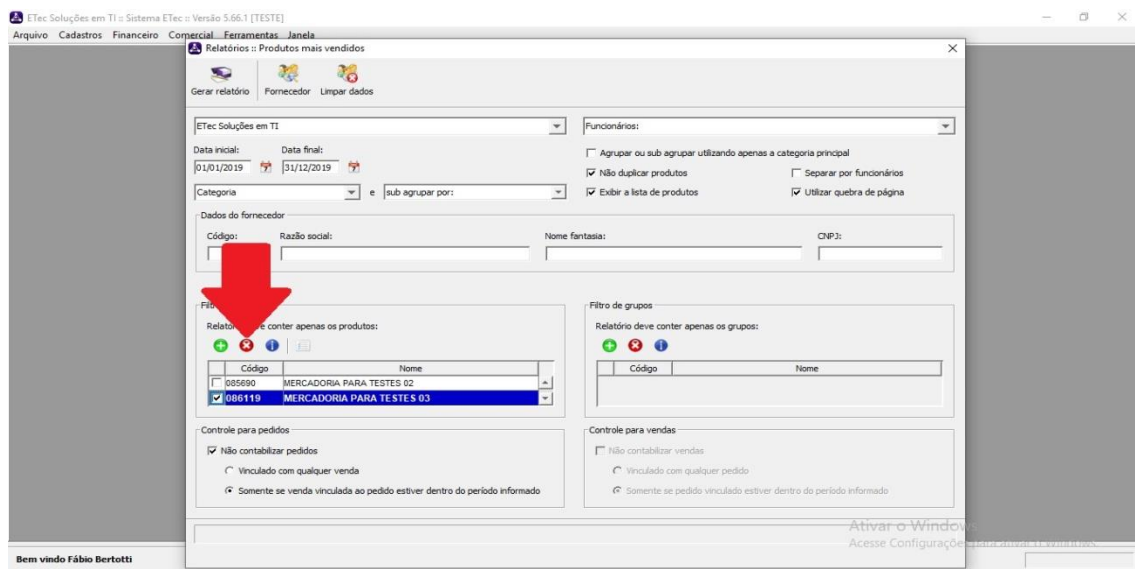 ETec Soluções em TI :: Sistema ETec :: Versão 5.66.1 [TESTE]
Arquivo Cadastros Financeiro Comercial Ferramentas Janela
Relatórios :: Produtos mais vendidos
Gerar relatório Fornecedor Limpar dados
ETec Soluções em TI Funcionários:
Data inicial: Data final:
Agrupar ou sub agrupar utilizando apenas a categoria principal
01/01/2019 31/12/2019
Não duplicar produtos Separar por funcionários
Categoria e sub agrupar por: Exibir a lista de produtos Utilizar quebra de página
Dados do fornecedor
Código: Razão social: Nome fantasia: CNPJ:
Filtro de grupos
conter apenas os produtos: Relatório deve conter apenas os grupos:
Código Nome Código Nome
085690 MERCADORIA PARA TESTES 02
086119 MERCADORIA PARA TESTES 03
Controle para pedidos Controle para vendas
Não contabilizar pedidos Não contabilizar vendas
Vinculado com qualquer venda Vinculado com qualquer pedido
Somente se venda vinculada ao pedido estiver dentro do período informado Somente se pedido vinculado estiver dentro do período informado
Ativar o Windows
Acesse Configurações para ativar o Windows.
Bem vindo Fábio Bertotti